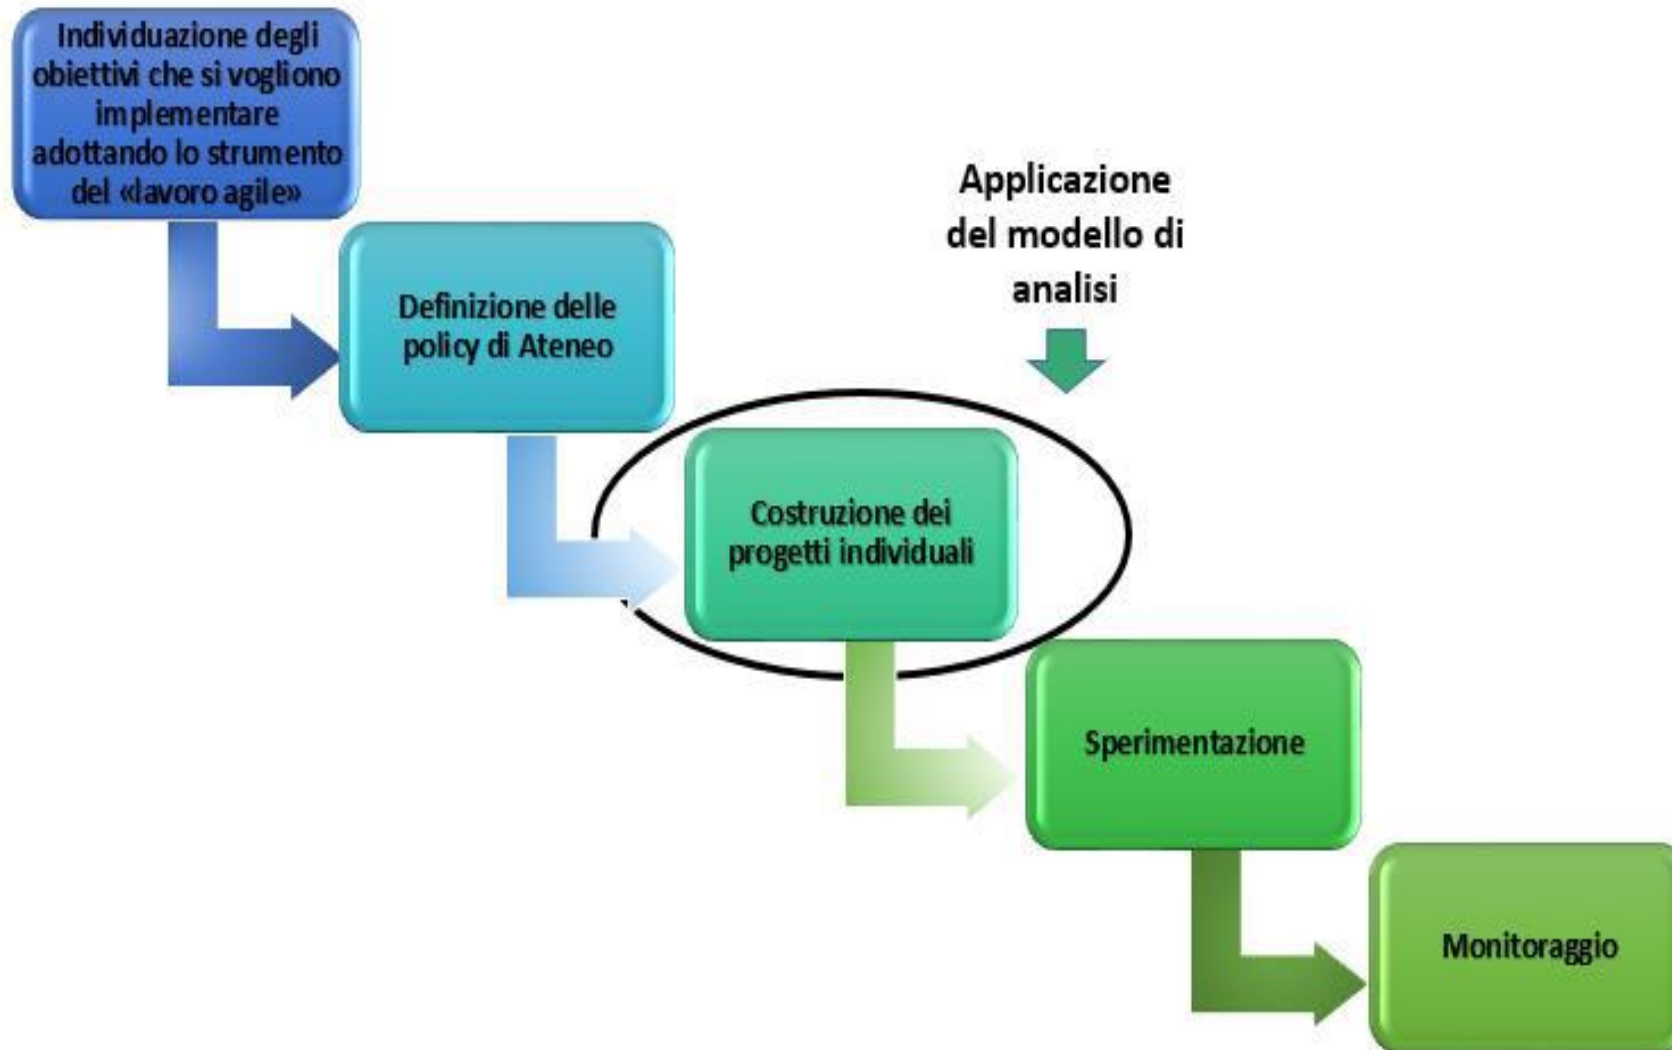 Individuazione degli
obiettivi che si vogliono
implementare
adottando lo strumento
del «lavoro agile»
Definizione delle
policy di Ateneo
Applicazione
del modello di
analisi
Costruzione dei
progetti individuali
Sperimentazione
Monitoraggio